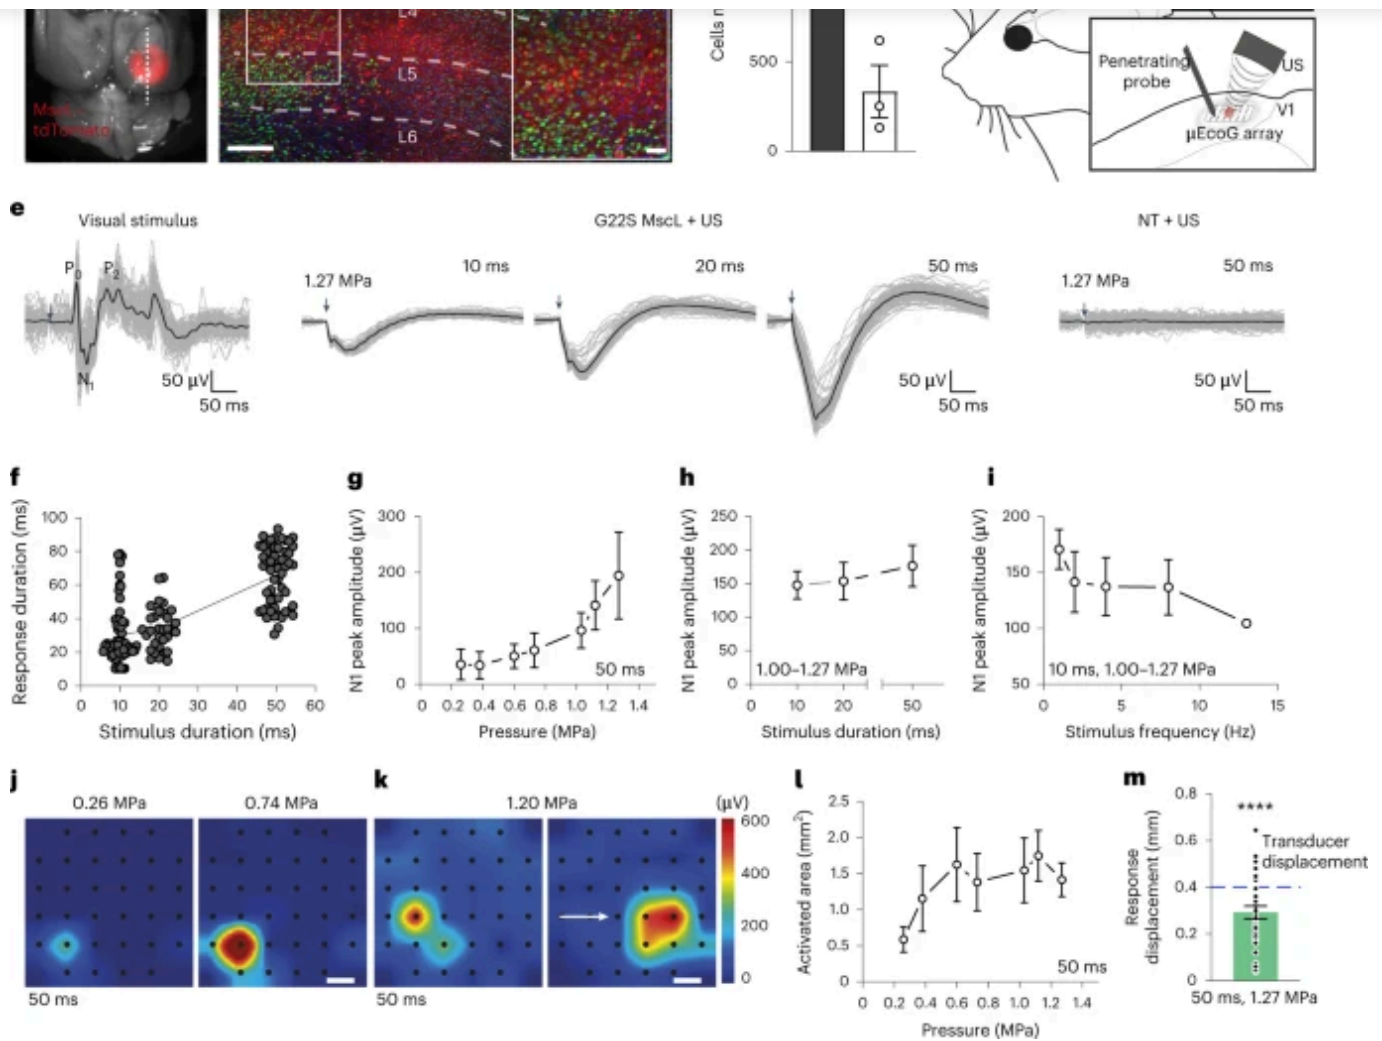 L4
L5
L6
MscL
tdTomato
Cells n
500
0
Penetrating
probe
US
V1
μEcoG array
e
Visual stimulus
G22S MscL + US
NT + US
P0
P2
N1
1.27 MPa
10 ms
20 ms
50 ms
1.27 MPa
50 ms
50 μV
50 ms
50 μV
50 ms
50 μV
50 ms
f
Response duration (ms)
100
80
60
40
20
0
0 10 20 30 40 50 60
Stimulus duration (ms)
g
N1 peak amplitude (μV)
300
200
100
0
50 ms
0 0.2 0.4 0.6 0.8 1.0 1.2 1.4
Pressure (MPa)
h
N1 peak amplitude (μV)
250
200
150
100
50
0
1.00–1.27 MPa
0 10 20 50
Stimulus duration (ms)
i
N1 peak amplitude (μV)
200
150
100
50
10 ms, 1.00–1.27 MPa
0 5 10 15
Stimulus frequency (Hz)
j
0.26 MPa
0.74 MPa
50 ms
k
1.20 MPa
50 ms
(μV)
600
400
200
0
l
Activated area (mm2)
2.5
2.0
1.5
1.0
0.5
0
50 ms
0 0.2 0.4 0.6 0.8 1.0 1.2 1.4
Pressure (MPa)
m
Response
displacement (mm)
0.8
0.6
0.4
0.2
0
****
Transducer
displacement
50 ms, 1.27 MPa